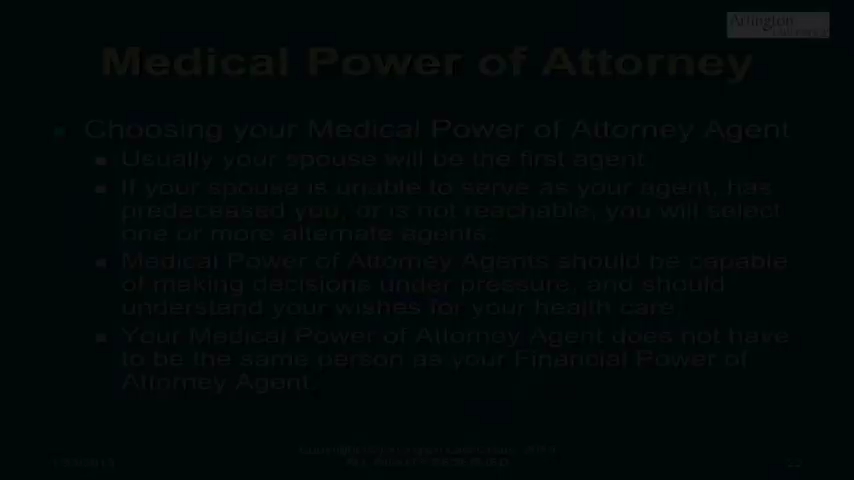 Arlington
Medical Power of Attorney
Choosing your Medical Power of Attorney Agent
Usually your spouse will be the first agent
If your spouse is unable to serve as your agent, has
predeceased you, or is not reachable, you will select
one or more alternate agents.
Medical Power of Attorney Agents should be capable
of making decisions under pressure, and should
understand your wishes for your health care.
Your Medical Power of Attorney Agent does not have
to be the same person as your Financial Power of
Attorney Agent.